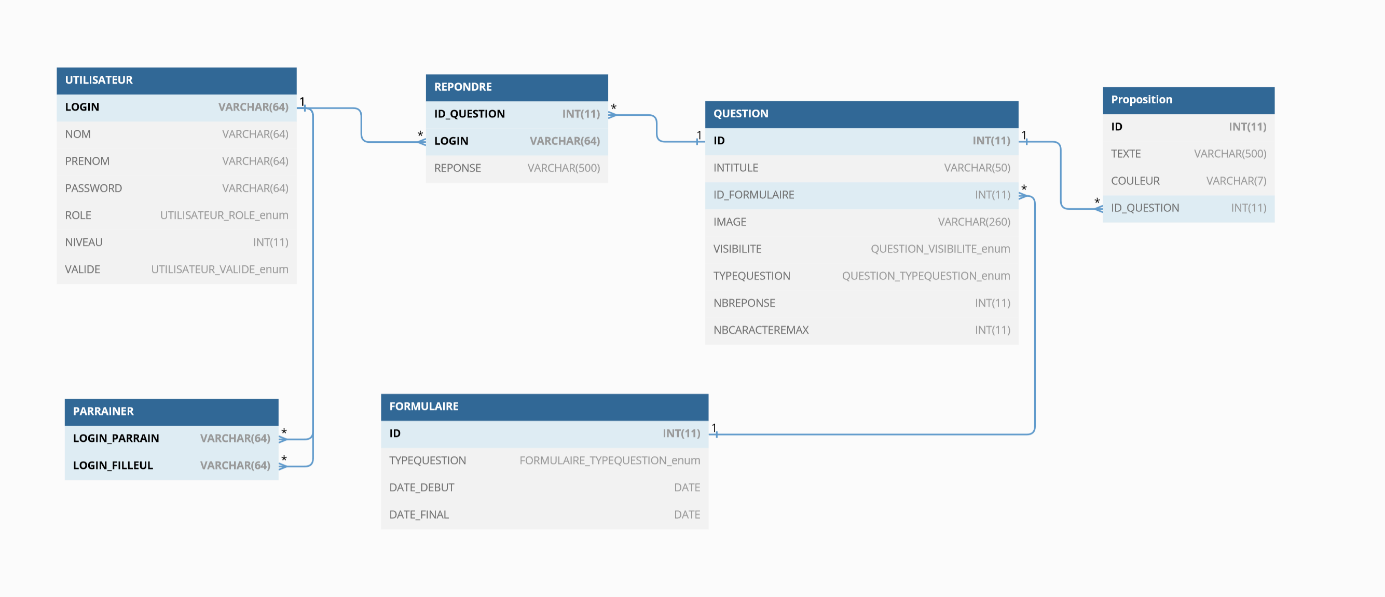 UTILISATEUR
LOGIN VARCHAR(64)
NOM VARCHAR(64)
PRENOM VARCHAR(64)
PASSWORD VARCHAR(64)
ROLE UTILISATEUR_ROLE_enum
NIVEAU INT(11)
VALIDE UTILISATEUR_VALIDE_enum
1
*
REPONDRE
ID_QUESTION INT(11)
LOGIN VARCHAR(64)
REPONSE VARCHAR(500)
*
1
QUESTION
ID INT(11)
INTITULE VARCHAR(50)
ID_FORMULAIRE INT(11)
IMAGE VARCHAR(260)
VISIBILITE QUESTION_VISIBILITE_enum
TYPEQUESTION QUESTION_TYPEQUESTION_enum
NBREPONSE INT(11)
NBCARACTEREMAX INT(11)
1
*
*
Proposition
ID INT(11)
TEXTE VARCHAR(500)
COULEUR VARCHAR(7)
ID_QUESTION INT(11)
PARRAINER
LOGIN_PARRAIN VARCHAR(64)
LOGIN_FILLEUL VARCHAR(64)
*
*
FORMULAIRE
ID INT(11)
TYPEQUESTION FORMULAIRE_TYPEQUESTION_enum
DATE_DEBUT DATE
DATE_FINAL DATE
1